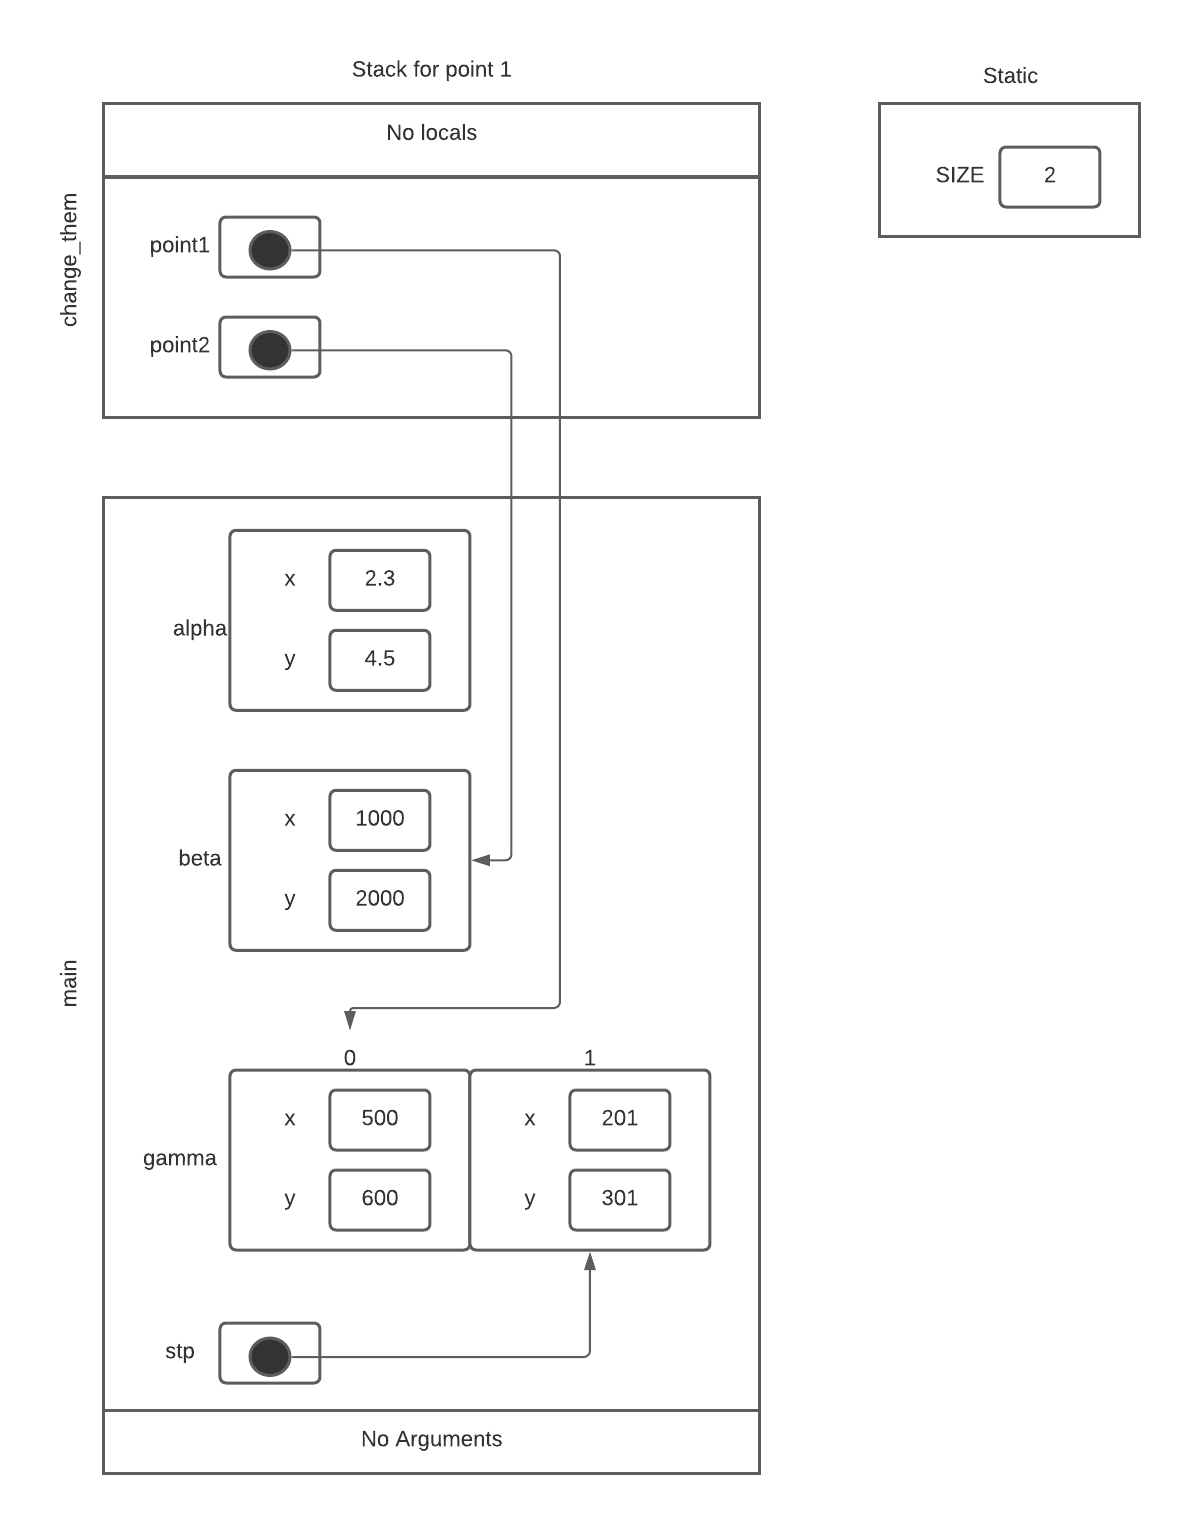 Stack for point 1
Static
No locals
SIZE 2
change_them
point1
point2
x 2.3
alpha
y 4.5
x 1000
beta
y 2000
main
0 1
x 500 x 201
gamma
y 600 y 301
stp
No Arguments